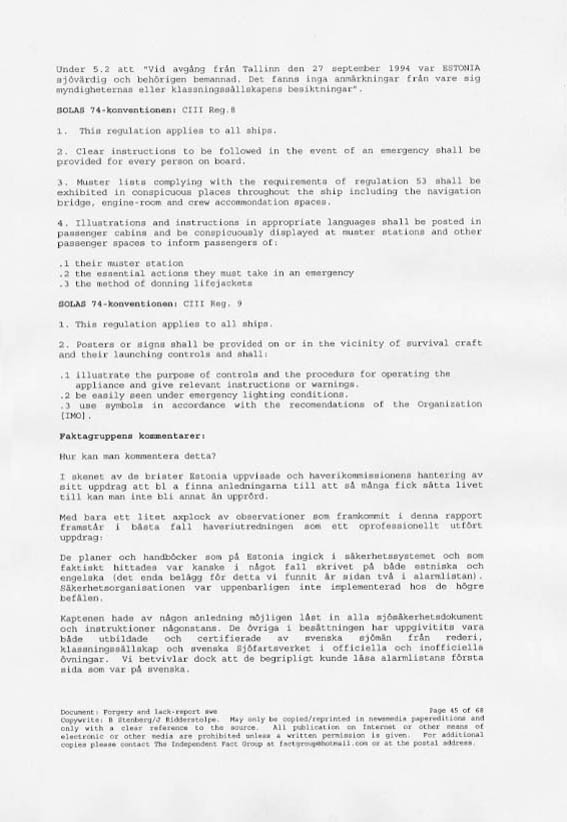 Under 5.2 att "Vid avgång från Tallinn den 27 september 1994 var ESTONIA
sjövärdig och behörigen bemannad. Det fanns inga anmärkningar från vare sig
myndigheternas eller klassningssällskapens besiktningar".
SOLAS 74-konventionen: CIII Reg.8
1. This regulation applies to all ships.
2. Clear instructions to be followed in the event of an emergency shall be
provided for every person on board.
3. Muster lists complying with the requirements of regulation 53 shall be
exhibited in conspicuous places throughout the ship including the navigation
bridge, engine-room and crew accommondation spaces.
4. Illustrations and instructions in appropriate languages shall be posted in
passenger cabins and be conspicuously displayed at muster stations and other
passenger spaces to inform passengers of:
.1 their muster station
.2 the essential actions they must take in an emergency
.3 the method of donning lifejackets
SOLAS 74-konventionen: CIII Reg. 9
1. This regulation applies to all ships.
2. Posters or signs shall be provided on or in the vicinity of survival craft
and their launching controls and shall:
.1 illustrate the purpose of controls and the procedurs for operating the
appliance and give relevant instructions or warnings.
.2 be easily seen under emergency lighting conditions.
.3 use symbols in accordance with the recomendations of the Organization
[IMO].
Faktagruppens kommentarer:
Hur kan man kommentera detta?
I skenet av de brister Estonia uppvisade och haverikommissionens hantering av
sitt uppdrag att bl a finna anledningarna till att så många fick sätta livet
till kan man inte bli annat än upprörd.
Med bara ett litet axplock av observationer som framkommit i denna rapport
framstår i bästa fall haveriutredningen som ett oprofessionellt utfört
uppdrag:
De planer och handböcker som på Estonia ingick i säkerhetssystemet och som
faktiskt hittades var kanske i något fall skrivet på både estniska och
engelska (det enda belägg för detta vi funnit är sidan två i alarmlistan).
Säkerhetsorganisationen var uppenbarligen inte implementerad hos de högre
befälen.
Kaptenen hade av någon anledning möjligen låst in alla sjösäkerhetsdokument
och instruktioner någonstans. De övriga i besättningen har uppgivitits vara
både utbildade och certifierade av svenska sjömän från rederi,
klassningssällskap och svenska Sjöfartsverket i officiella och inofficiella
övningar. Vi betvivlar dock att de begripligt kunde läsa alarmlistans första
sida som var på svenska.
Document: Forgery and lack-report swe Page 45 of 68
Copywrite: B Stenberg/J Ridderstolpe. May only be copied/reprinted in newsmedia papereditions and
only with a clear reference to the source. All publication on Internet or other means of
electronic or other media are prohibited unless a written permission is given. For additional
copies please contact The Independent Fact Group at factgroup@hotmail.com or at the postal address.